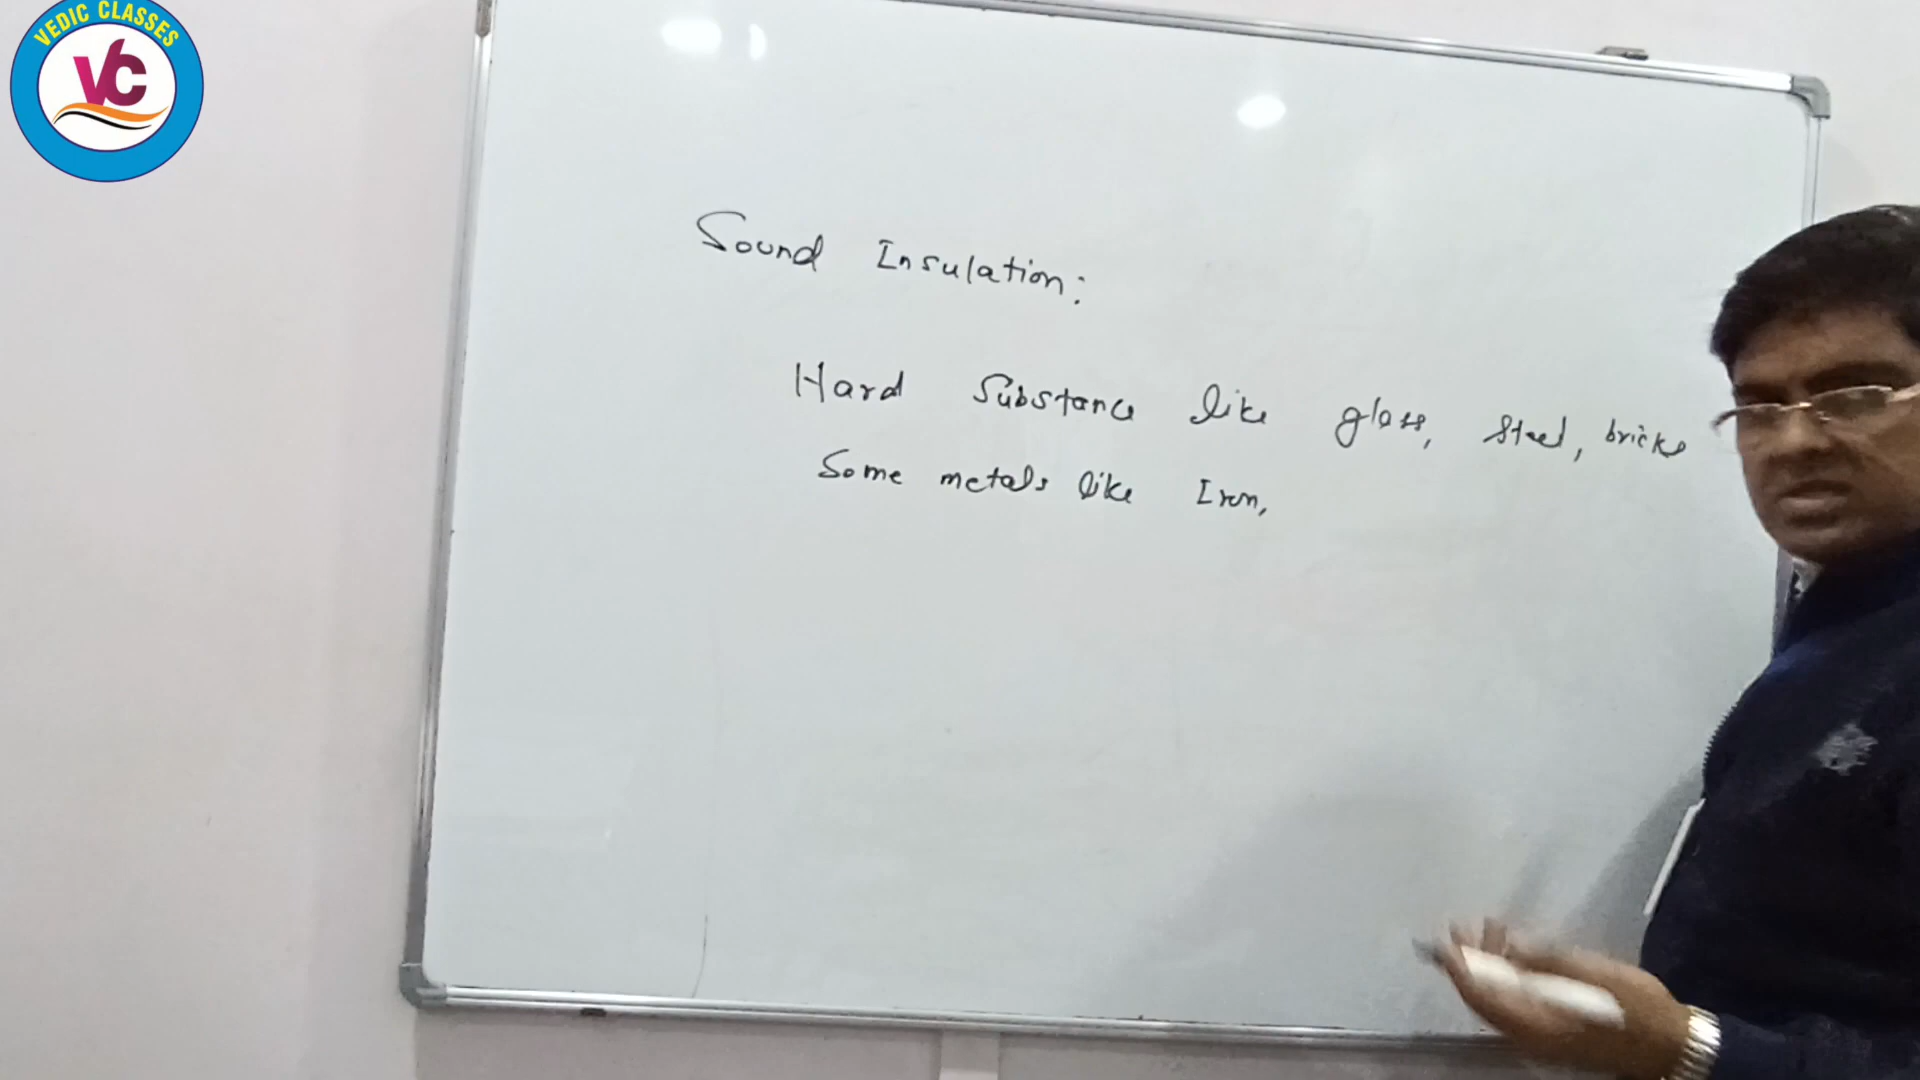 VEDIC CLASSES
VC
Sound Insulation:
Hard Substance like glass, steel, bricks
Some metals like Iron,